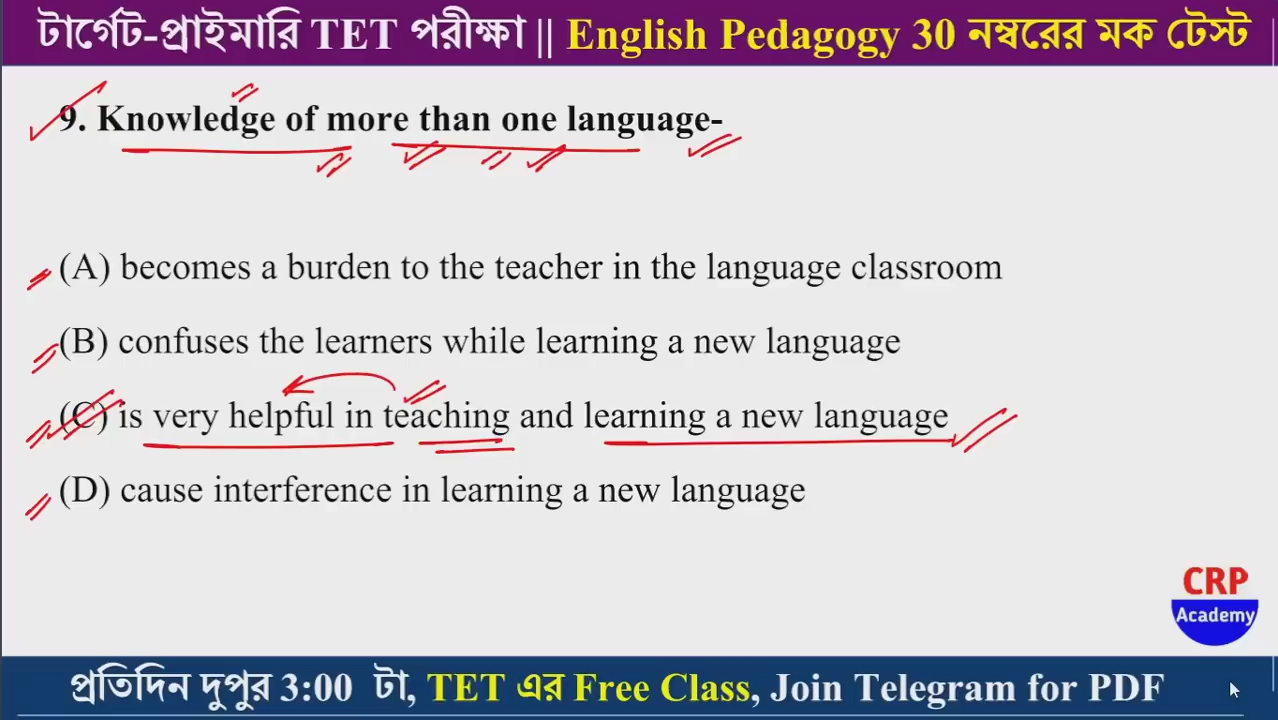 টার্গেট-প্রাইমারি TET পরীক্ষা || English Pedagogy 30 নম্বরের মক টেস্ট
9. Knowledge of more than one language-
(A) becomes a burden to the teacher in the language classroom
(B) confuses the learners while learning a new language
(C) is very helpful in teaching and learning a new language
(D) cause interference in learning a new language
CRP
Academy
প্রতিদিন দুপুর 3:00 টা, TET এর Free Class, Join Telegram for PDF